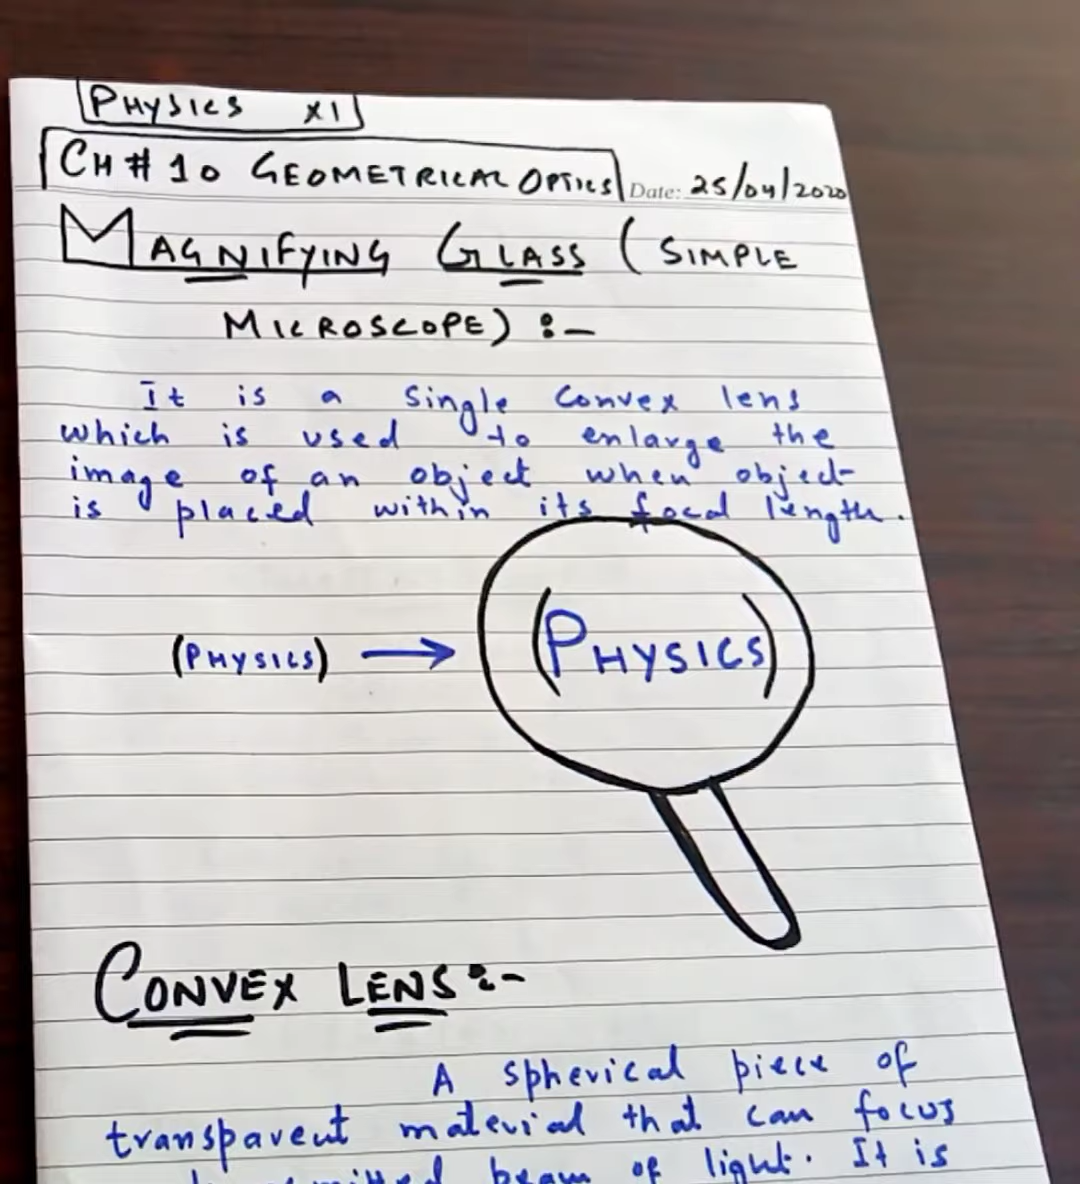 PHYSICS XI
CH # 10 GEOMETRICAL OPTICS Date: 25/04/2020
MAGNIFYING GLASS (SIMPLE
MICROSCOPE) :-
It is a single convex lens
which is used to enlarge the
image of an object when object
is placed within its focal length.
(PHYSICS) → (PHYSICS)
CONVEX LENS :-
A spherical piece of
transparent material that can focus
beam of light. It is